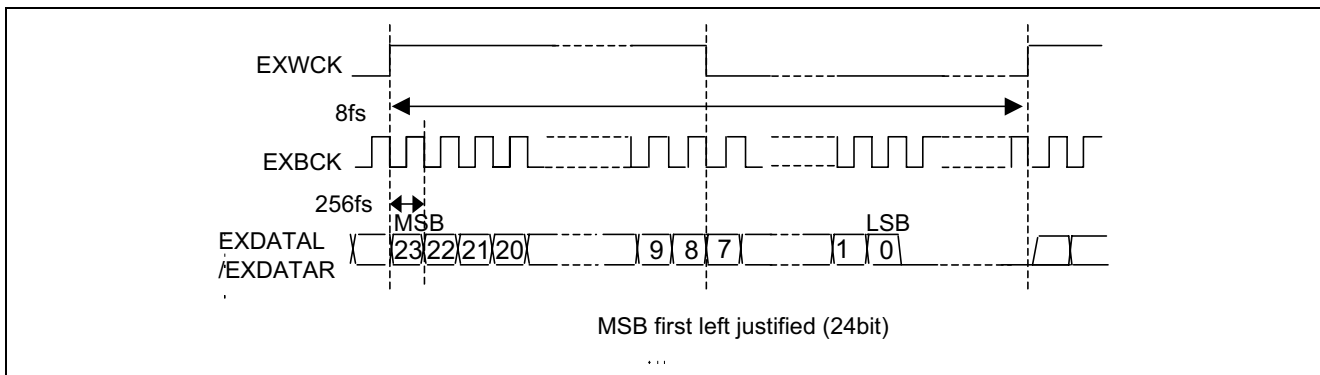 EXWCK
8fs
EXBCK
256fs
MSB
LSB
EXDATAL
/EXDATAR
23 22 21 20 9 8 7 1 0
MSB first left justified (24bit)